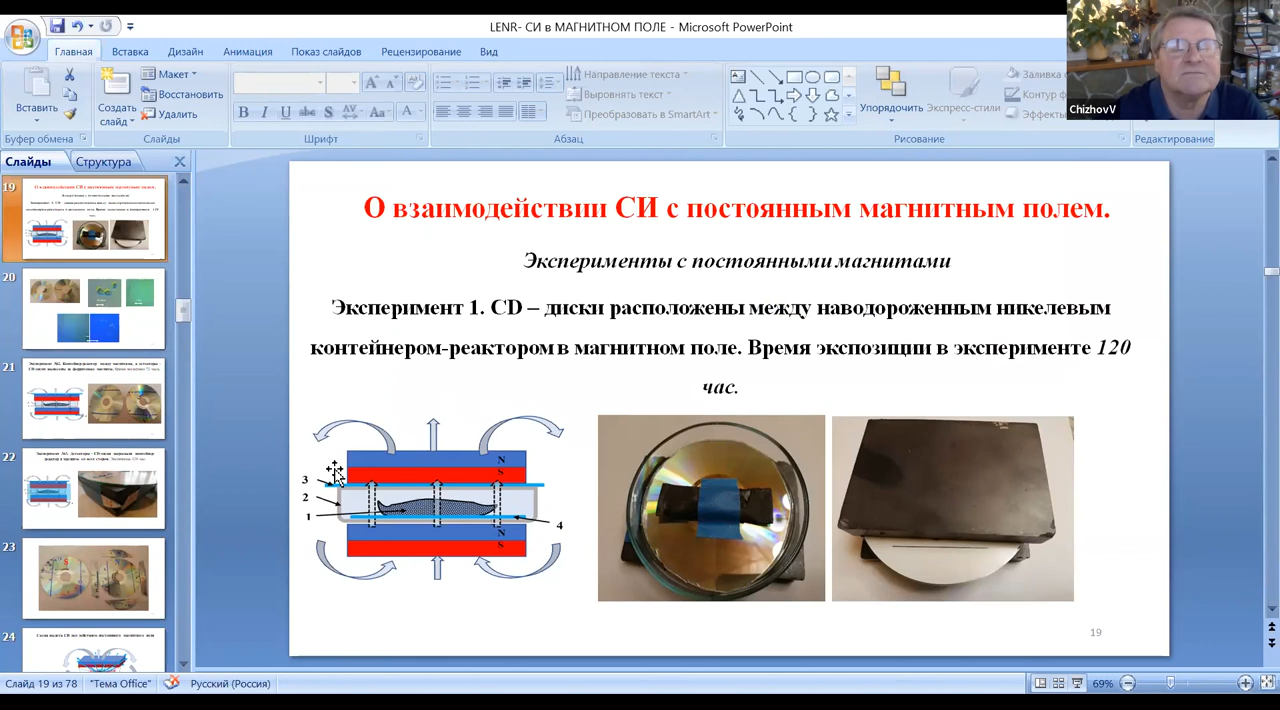 LENR- СИ в МАГНИТНОМ ПОЛЕ - Microsoft PowerPoint
Главная Вставка Дизайн Анимация Показ слайдов Рецензирование Вид
Вставить
Создать слайд
Макет
Восстановить
Удалить
Направление текста
Выровнять текст
Преобразовать в SmartArt
Упорядочить
Экспресс-стили
Заливка
Контур ф
Эффекты
Буфер обмена Слайды Шрифт Абзац Рисование Редактирование
ChizhovV
Слайды Структура
19
20
21
22
23
24
О взаимодействии СИ с постоянным магнитным полем.
Эксперименты с постоянными магнитами
Эксперимент 1. CD – диски расположены между наводороженным никелевым
контейнером-реактором в магнитном поле. Время экспозиции в эксперименте 120
час.
N
S
3
2
1
4
N
S
19
Слайд 19 из 78 "Тема Office" Русский (Россия) 69%